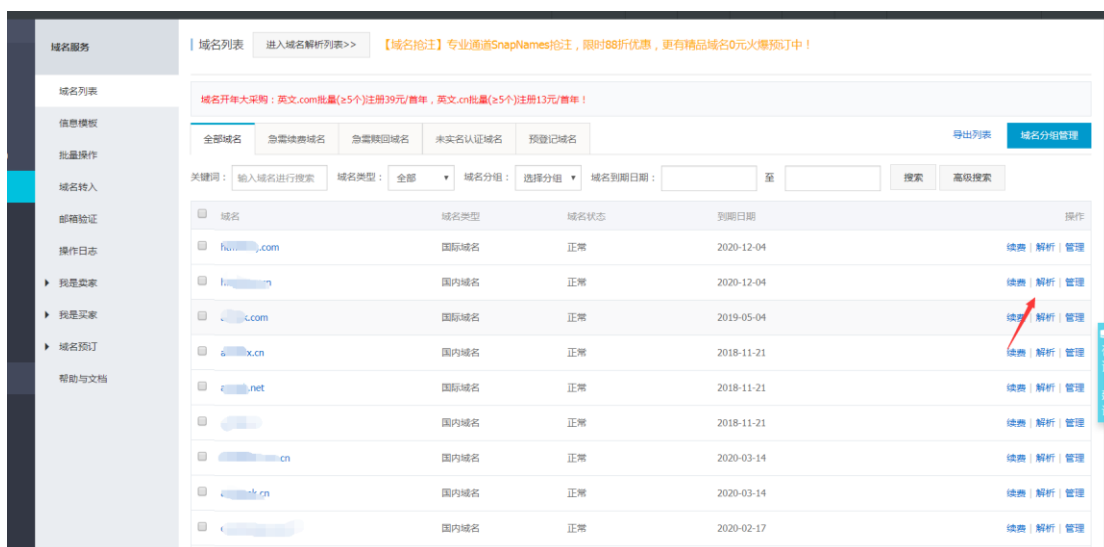 域名服务
域名列表
信息模板
批量操作
域名转入
邮箱验证
操作日志
我是卖家
我是买家
域名预订
帮助与文档
域名列表 进入域名解析列表>> 【域名抢注】专业通道SnapNames抢注，限时88折优惠，更有精品域名0元火爆预订中！
域名开年大采购：英文.com批量(≥5个)注册39元/首年，英文.cn批量(≥5个)注册13元/首年！
全部域名 急需续费域名 急需赎回域名 未实名认证域名 预登记域名 导出列表 域名分组管理
关键词： 输入域名进行搜索 域名类型： 全部 域名分组： 选择分组 域名到期日期： 至 搜索 高级搜索
域名 域名类型 域名状态 到期日期 操作
.com 国际域名 正常 2020-12-04 续费 | 解析 | 管理
国内域名 正常 2020-12-04 续费 | 解析 | 管理
.com 国际域名 正常 2019-05-04 续费 | 解析 | 管理
x.cn 国内域名 正常 2018-11-21 续费 | 解析 | 管理
.net 国际域名 正常 2018-11-21 续费 | 解析 | 管理
国内域名 正常 2018-11-21 续费 | 解析 | 管理
cn 国内域名 正常 2020-03-14 续费 | 解析 | 管理
.cn 国内域名 正常 2020-03-14 续费 | 解析 | 管理
国内域名 正常 2020-02-17 续费 | 解析 | 管理